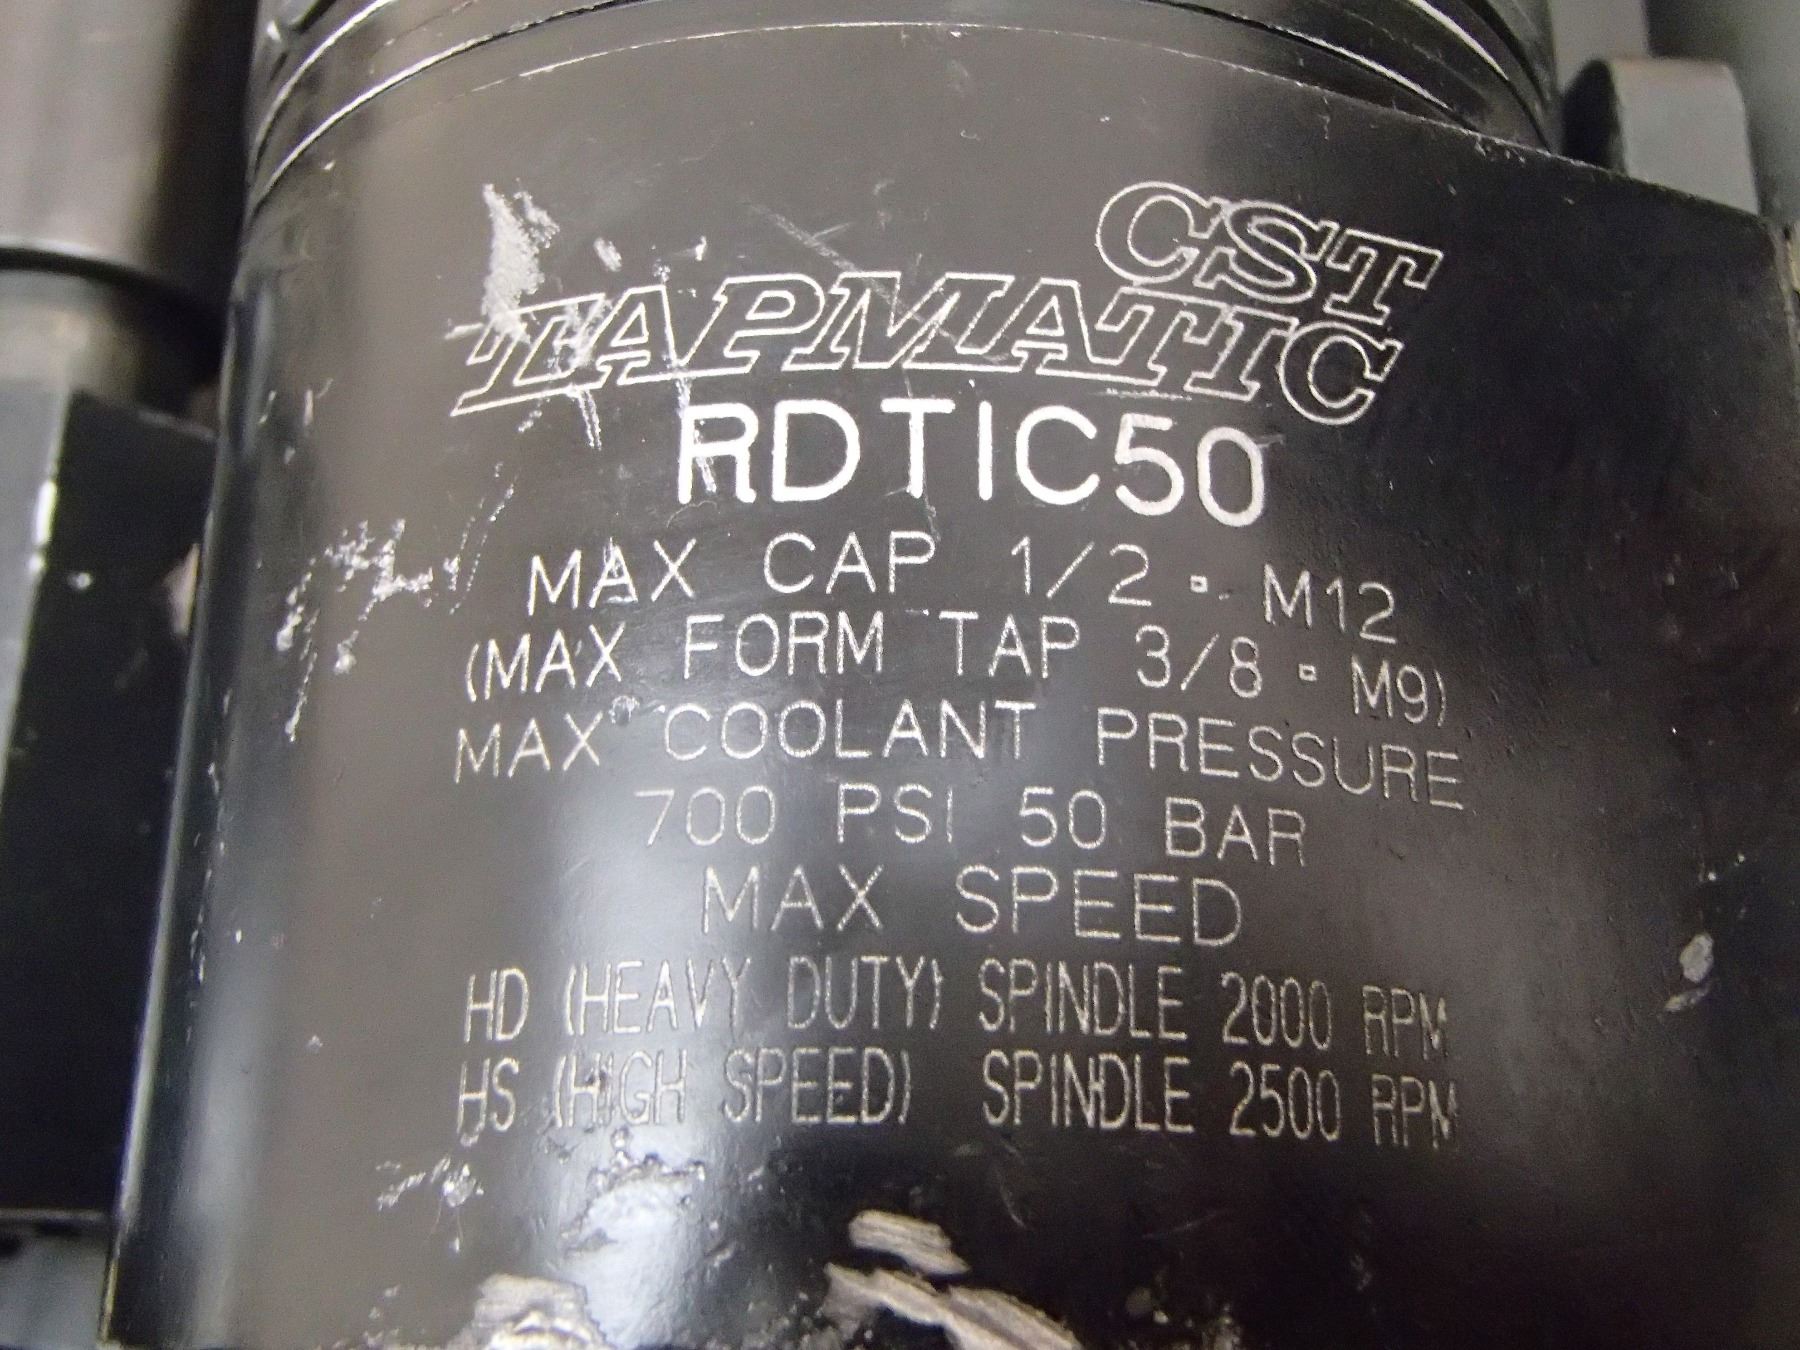 CST
TAPMATIC
RDTIC50
MAX CAP 1/2 ▫ M12
(MAX FORM TAP 3/8 ▫ M9)
MAX COOLANT PRESSURE
700 PSI 50 BAR
MAX SPEED
HD (HEAVY DUTY) SPINDLE 2000 RPM
HS (HIGH SPEED) SPINDLE 2500 RPM